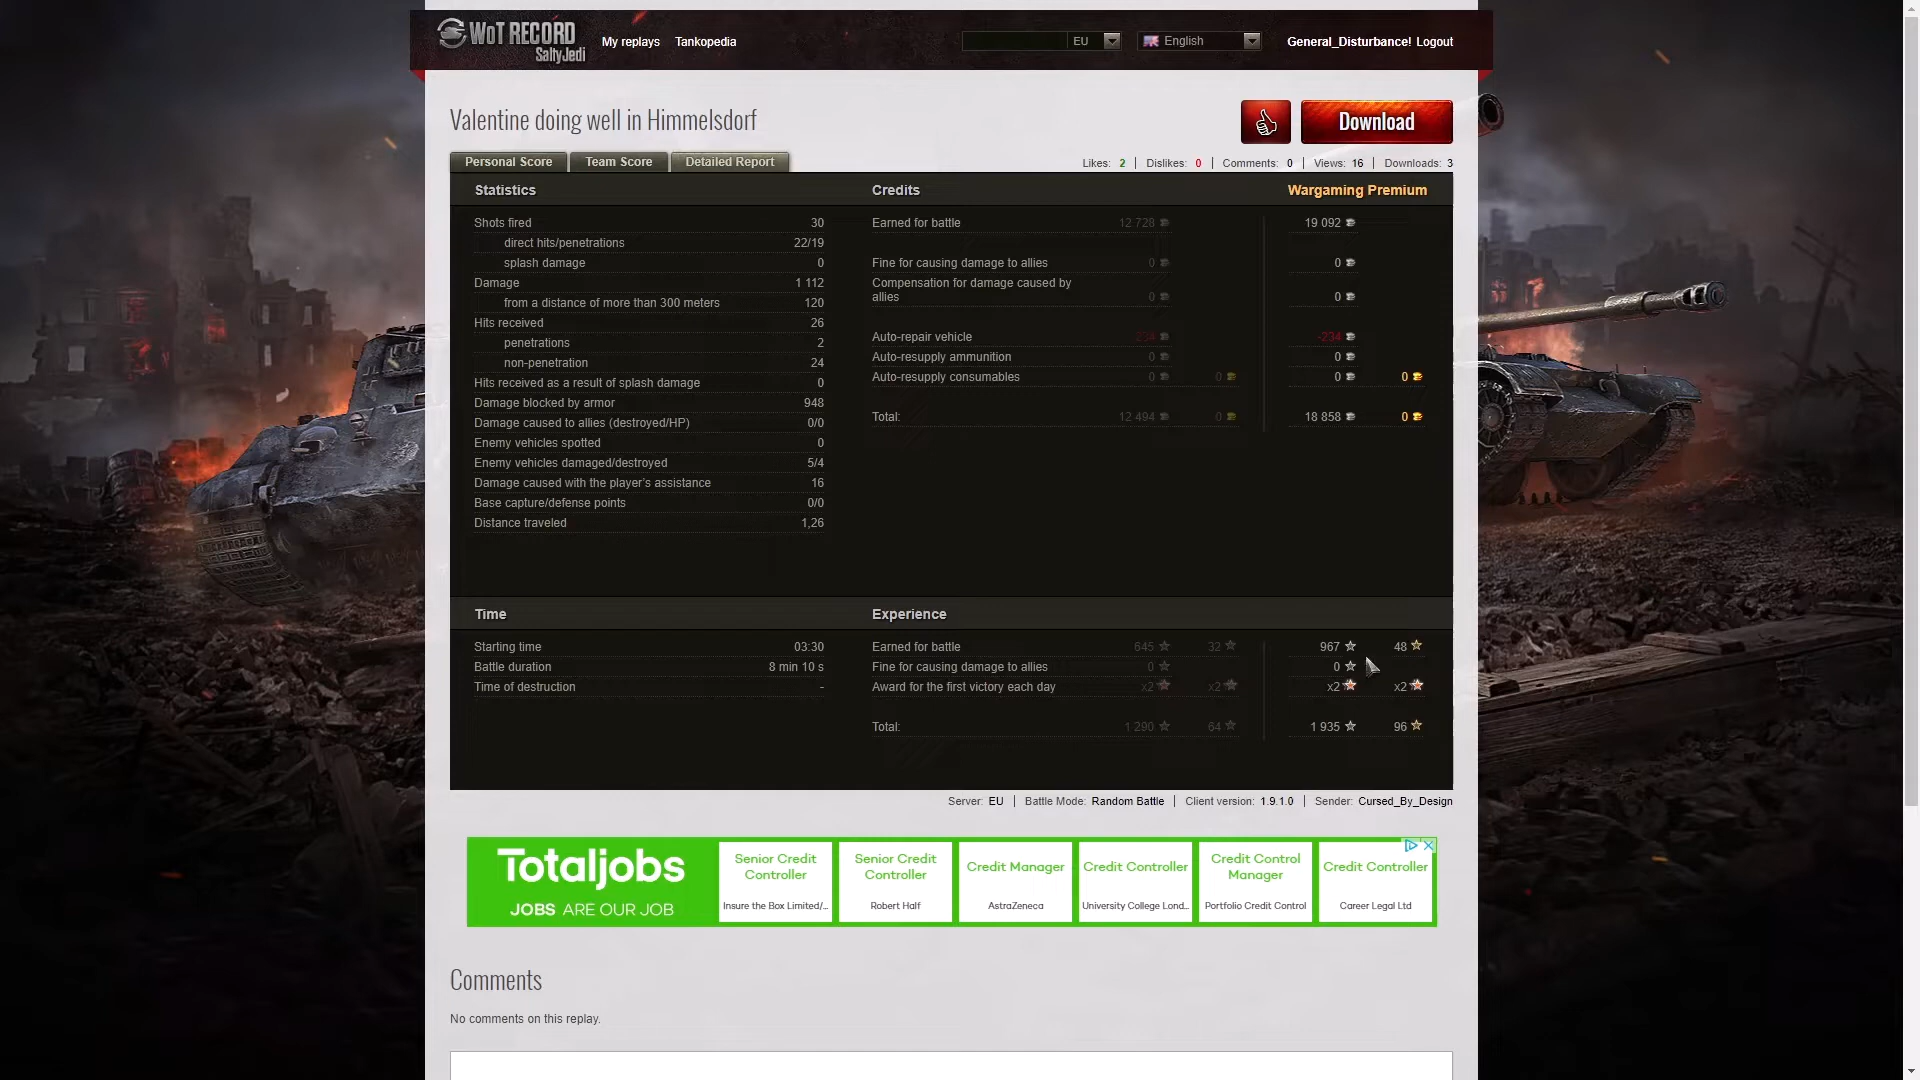 WoT RECORD
SaltyJedi
My replays
Tankopedia
EU
English
General_Disturbance! Logout
Valentine doing well in Himmelsdorf
Download
Personal Score
Team Score
Detailed Report
Likes: 2 | Dislikes: 0 | Comments: 0 | Views: 16 | Downloads: 3
Statistics
Credits
Wargaming Premium
Shots fired 30
direct hits/penetrations 22/19
splash damage 0
Damage 1 112
from a distance of more than 300 meters 120
Hits received 26
penetrations 2
non-penetration 24
Hits received as a result of splash damage 0
Damage blocked by armor 948
Damage caused to allies (destroyed/HP) 0/0
Enemy vehicles spotted 0
Enemy vehicles damaged/destroyed 5/4
Damage caused with the player's assistance 16
Base capture/defense points 0/0
Distance traveled 1,26
Earned for battle 12 728 19 092
Fine for causing damage to allies 0 0
Compensation for damage caused by
allies 0 0
Auto-repair vehicle -234 -234
Auto-resupply ammunition 0 0
Auto-resupply consumables 0 0 0 0
Total: 12 494 0 18 858 0
Time
Experience
Starting time 03:30
Battle duration 8 min 10 s
Time of destruction -
Earned for battle 645 32 967 48
Fine for causing damage to allies 0 0
Award for the first victory each day x2 x2 x2 x2
Total: 1 290 64 1 935 96
Server: EU | Battle Mode: Random Battle | Client version: 1.9.1.0 | Sender: Cursed_By_Design
Totaljobs
JOBS ARE OUR JOB
Senior Credit
Controller
Insure the Box Limited/...
Senior Credit
Controller
Robert Half
Credit Manager
AstraZeneca
Credit Controller
University College Lond...
Credit Control
Manager
Portfolio Credit Control
Credit Controller
Career Legal Ltd
Comments
No comments on this replay.